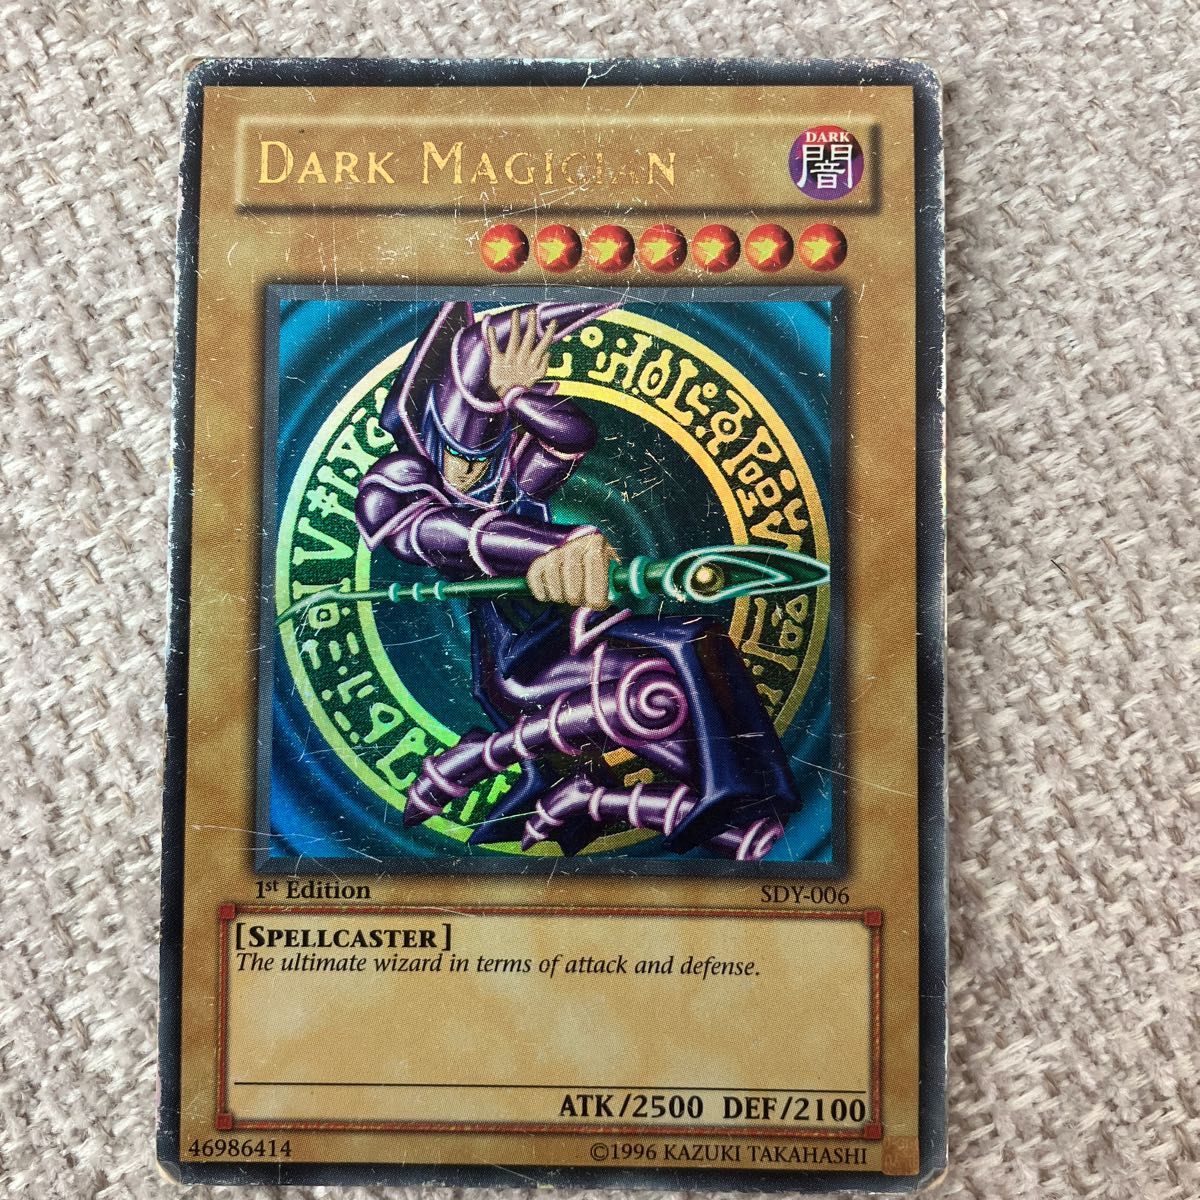 DARK MAGICIAN
DARK
闇
1st Edition
SDY-006
[SPELLCASTER]
The ultimate wizard in terms of attack and defense.
ATK/2500 DEF/2100
46986414
©1996 KAZUKI TAKAHASHI